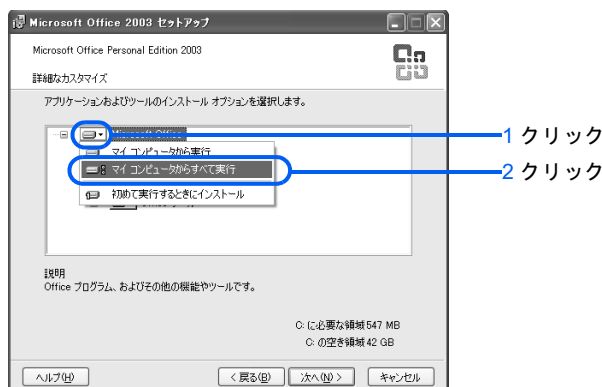 Microsoft Office 2003 セットアップ
Microsoft Office Personal Edition 2003
詳細なカスタマイズ
アプリケーションおよびツールのインストール オプションを選択します。
Microsoft Office
マイ コンピュータから実行
1 クリック
マイ コンピュータからすべて実行
2 クリック
初めて実行するときにインストール
説明
Office プログラム、およびその他の機能やツールです。
C: に必要な領域 547 MB
C: の空き領域 42 GB
ヘルプ(H)
< 戻る(B)
次へ(N) >
キャンセル